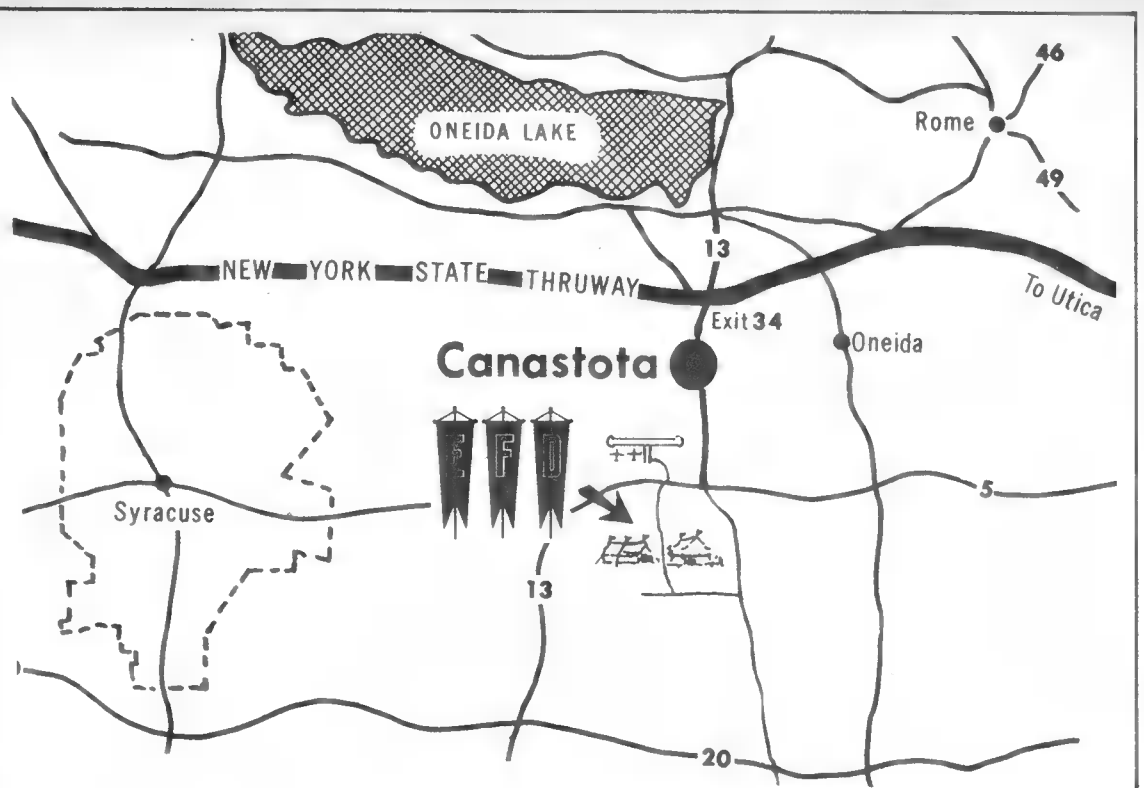 46
ONEIDA LAKE
Rome
49
13
NEW YORK STATE THRUWAY
To Utica
Exit 34
Oneida
Canastota
E F D
5
Syracuse
13
20